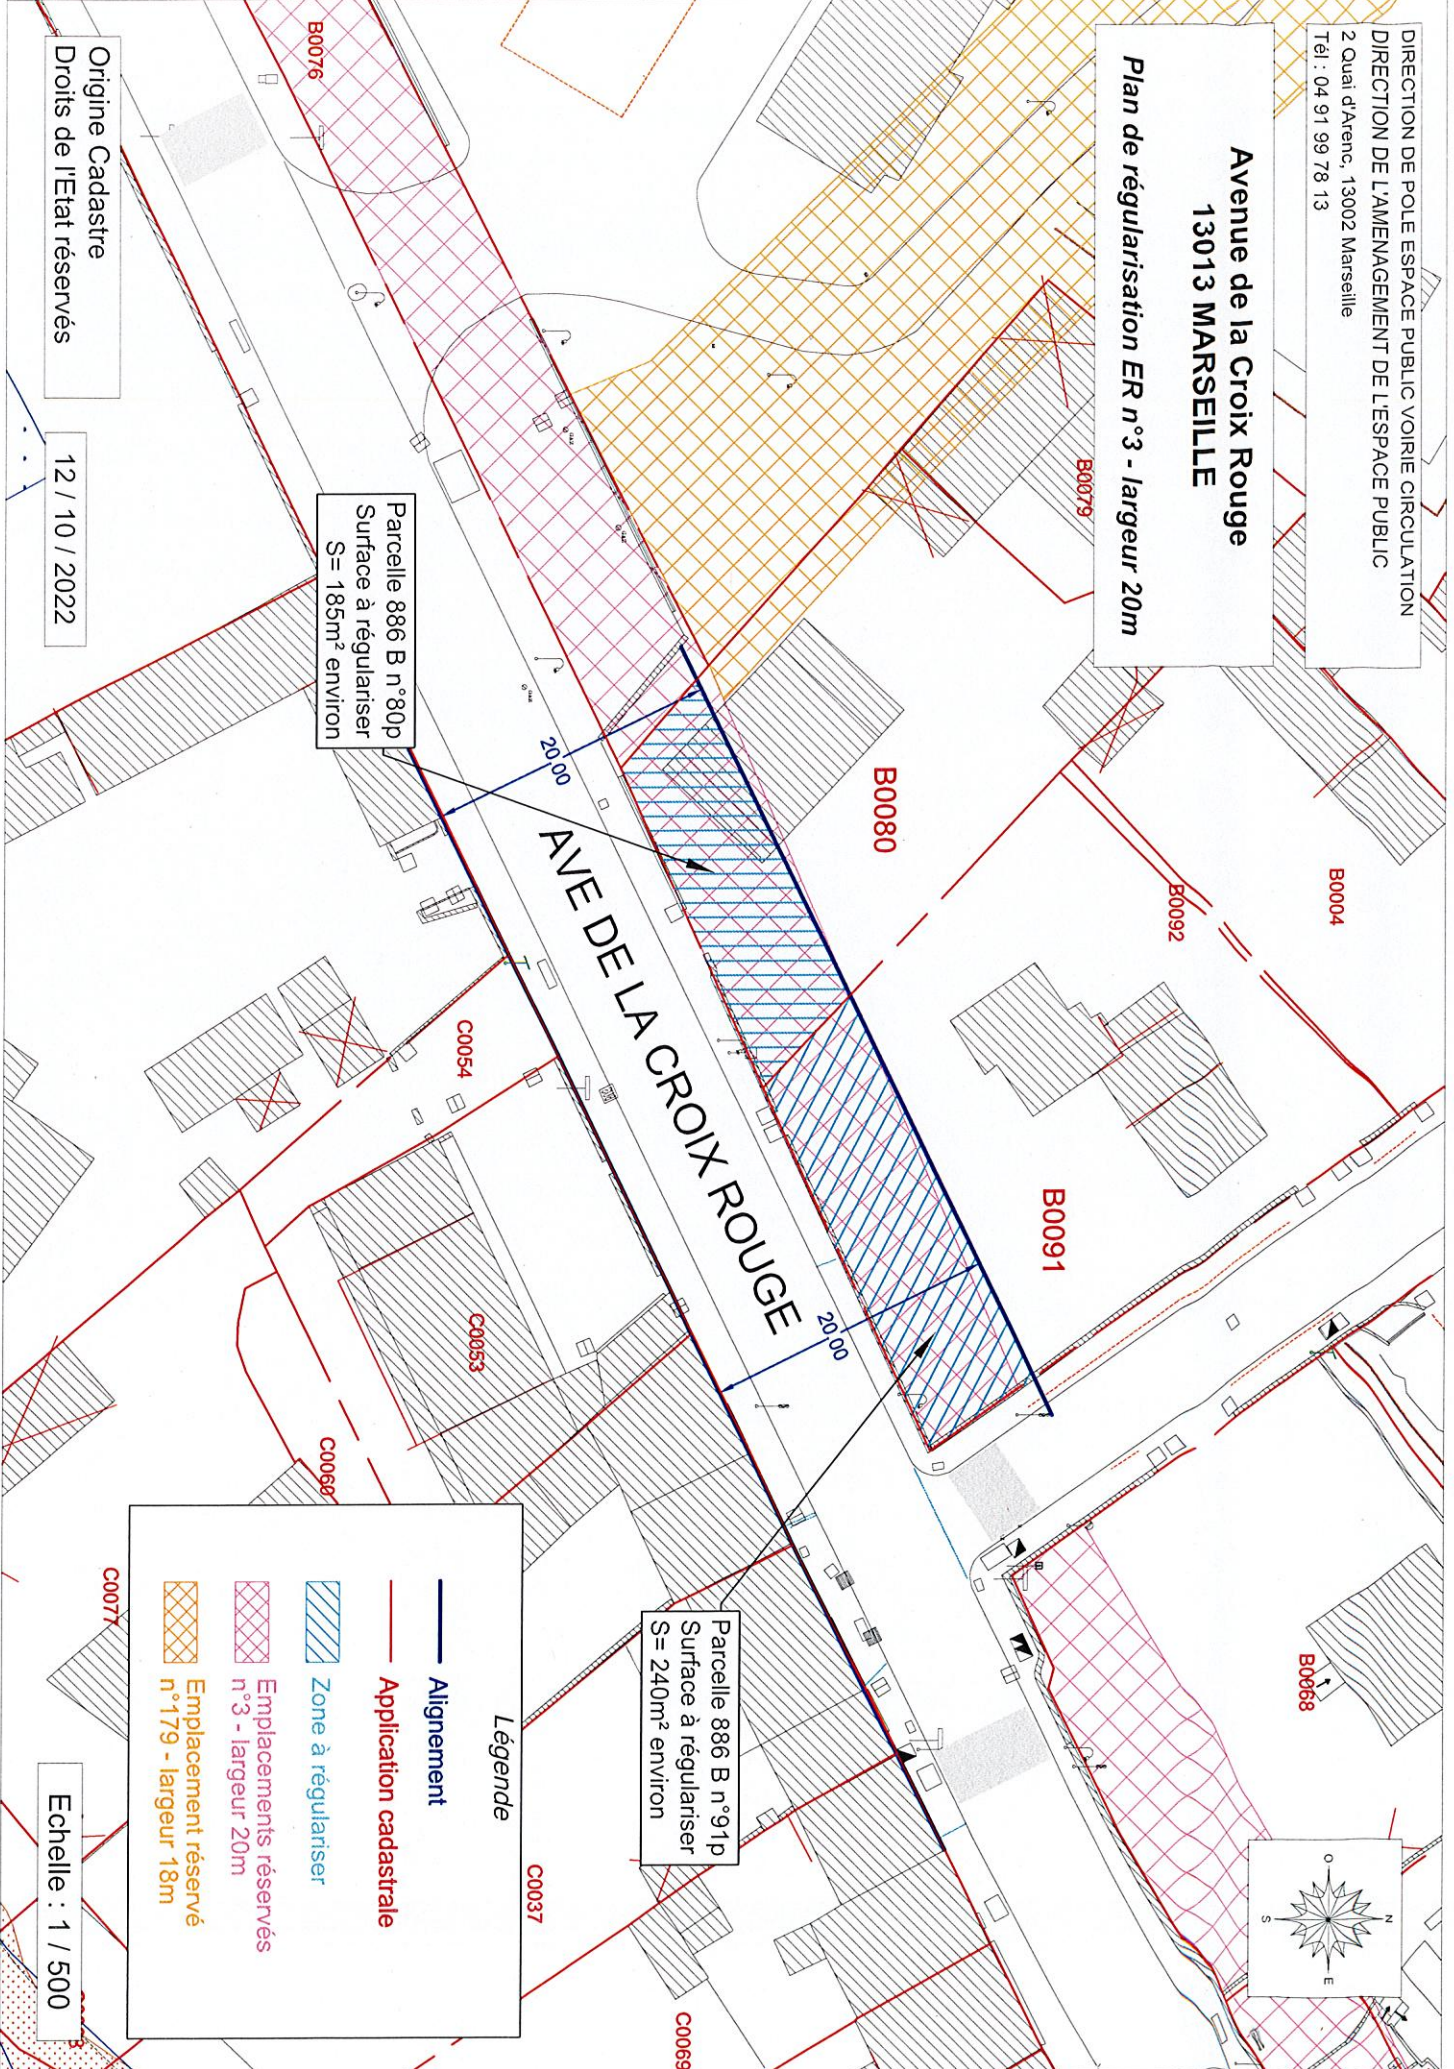 DIRECTION DE POLE ESPACE PUBLIC VOIRIE CIRCULATION
DIRECTION DE L'AMENAGEMENT DE L'ESPACE PUBLIC
2 Quai d'Arenc, 13002 Marseille
Tél : 04 91 99 78 13
Avenue de la Croix Rouge
13013 MARSEILLE
Plan de régularisation ER n°3 - largeur 20m
B0004
B0092
B0068
B0079
B0080
B0091
B0076
20.00
20.00
AVE DE LA CROIX ROUGE
Parcelle 886 B n°80p
Surface à régulariser
S= 185m² environ
Parcelle 886 B n°91p
Surface à régulariser
S= 240m² environ
C0054
C0053
C0060
C0037
C0069
C0077
Légende
Alignement
Application cadastrale
Zone à régulariser
Emplacements réservés
n°3 - largeur 20m
Emplacement réservé
n°179 - largeur 18m
Origine Cadastre
Droits de l'Etat réservés
12 / 10 / 2022
Echelle : 1 / 500
N
O
E
S